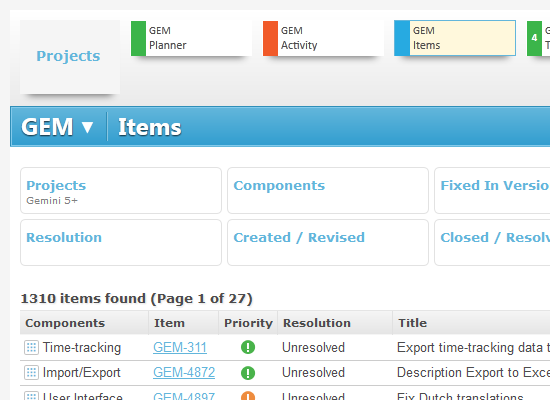 Projects
GEM
Planner
GEM
Activity
GEM
Items
4
GEM ▼
Items
Projects
Gemini 5+
Components
Fixed In Versio
Resolution
Created / Revised
Closed / Resolv
1310 items found (Page 1 of 27)
Components Item Priority Resolution Title
Time-tracking GEM-311 Unresolved Export time-tracking data t
Import/Export GEM-4872 Unresolved Description Export to Exce
User Interface GEM-4897 Unresolved Fix Dutch translations